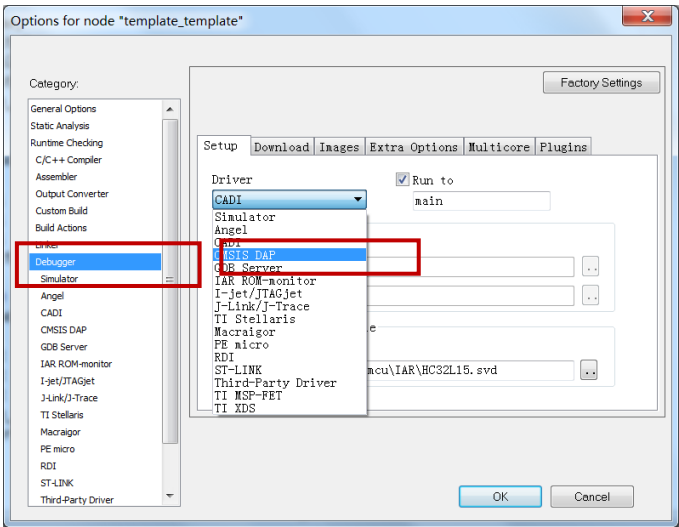 Options for node "template_template"
Category:
Factory Settings
General Options
Static Analysis
Runtime Checking
C/C++ Compiler
Assembler
Output Converter
Custom Build
Build Actions
Linker
Debugger
Simulator
Angel
CADI
CMSIS DAP
GDB Server
IAR ROM-monitor
I-jet/JTAGjet
J-Link/J-Trace
TI Stellaris
Macraigor
PE micro
RDI
ST-LINK
Third-Party Driver
Setup Download Images Extra Options Multicore Plugins
Driver
Run to
CADI
main
Simulator
Angel
CADI
CMSIS DAP
GDB Server
IAR ROM-monitor
I-jet/JTAGjet
J-Link/J-Trace
TI Stellaris
Macraigor
PE micro
RDI
ST-LINK
Third-Party Driver
TI MSP-FET
TI XDS
e
mcu\IAR\HC32L15.svd
..
..
..
OK Cancel